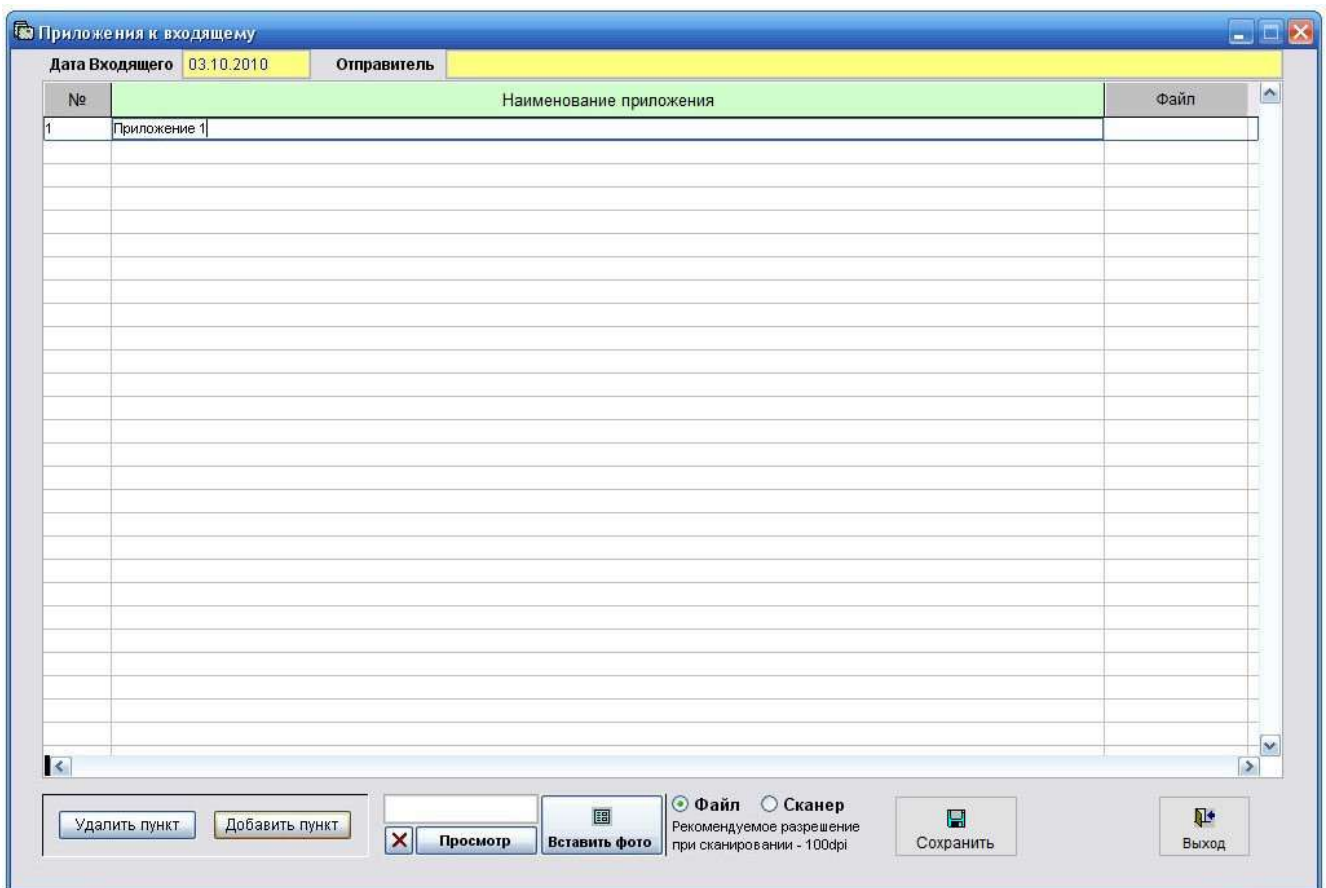 Приложения к входящему
Дата Входящего 03.10.2010 Отправитель
№ Наименование приложения Файл
1 Приложение 1
Удалить пункт Добавить пункт Просмотр Вставить фото
Файл Сканер
Рекомендуемое разрешение
при сканировании - 100dpi
Сохранить
Выход